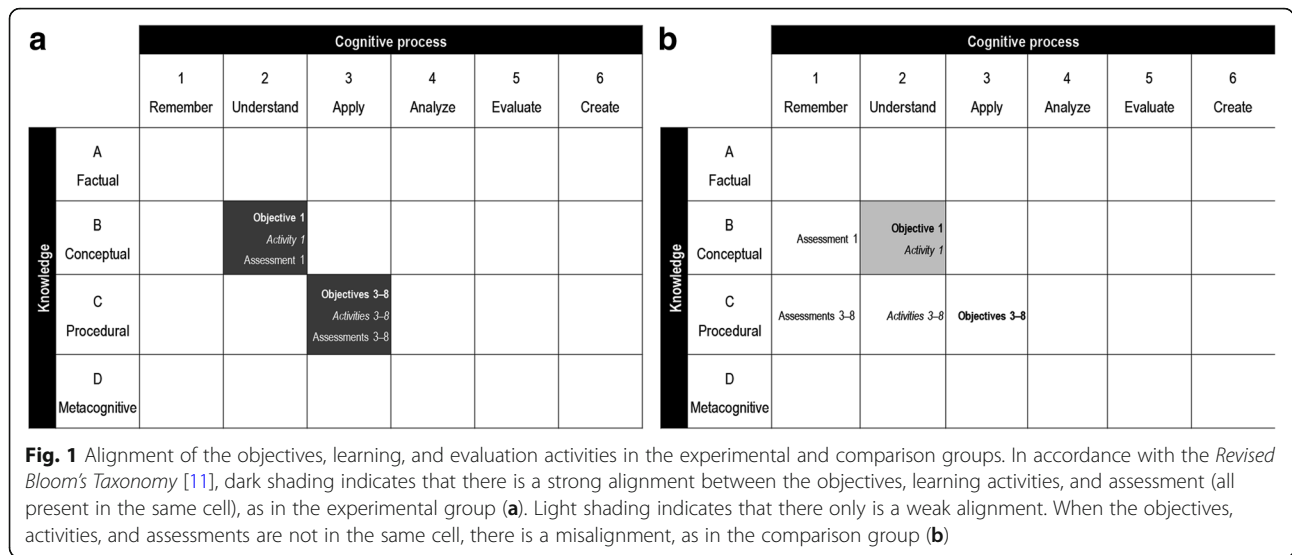 a
Cognitive process
1 2 3 4 5 6
Remember Understand Apply Analyze Evaluate Create
Knowledge
A
Factual
B
Conceptual
Objective 1
Activity 1
Assessment 1
C
Procedural
Objectives 3–8
Activities 3–8
Assessments 3–8
D
Metacognitive
b
Cognitive process
1 2 3 4 5 6
Remember Understand Apply Analyze Evaluate Create
Knowledge
A
Factual
B
Conceptual
Assessment 1
Objective 1
Activity 1
C
Procedural
Assessments 3–8
Activities 3–8
Objectives 3–8
D
Metacognitive
Fig. 1 Alignment of the objectives, learning, and evaluation activities in the experimental and comparison groups. In accordance with the Revised
Bloom's Taxonomy [11], dark shading indicates that there is a strong alignment between the objectives, learning activities, and assessment (all
present in the same cell), as in the experimental group (a). Light shading indicates that there only is a weak alignment. When the objectives,
activities, and assessments are not in the same cell, there is a misalignment, as in the comparison group (b)